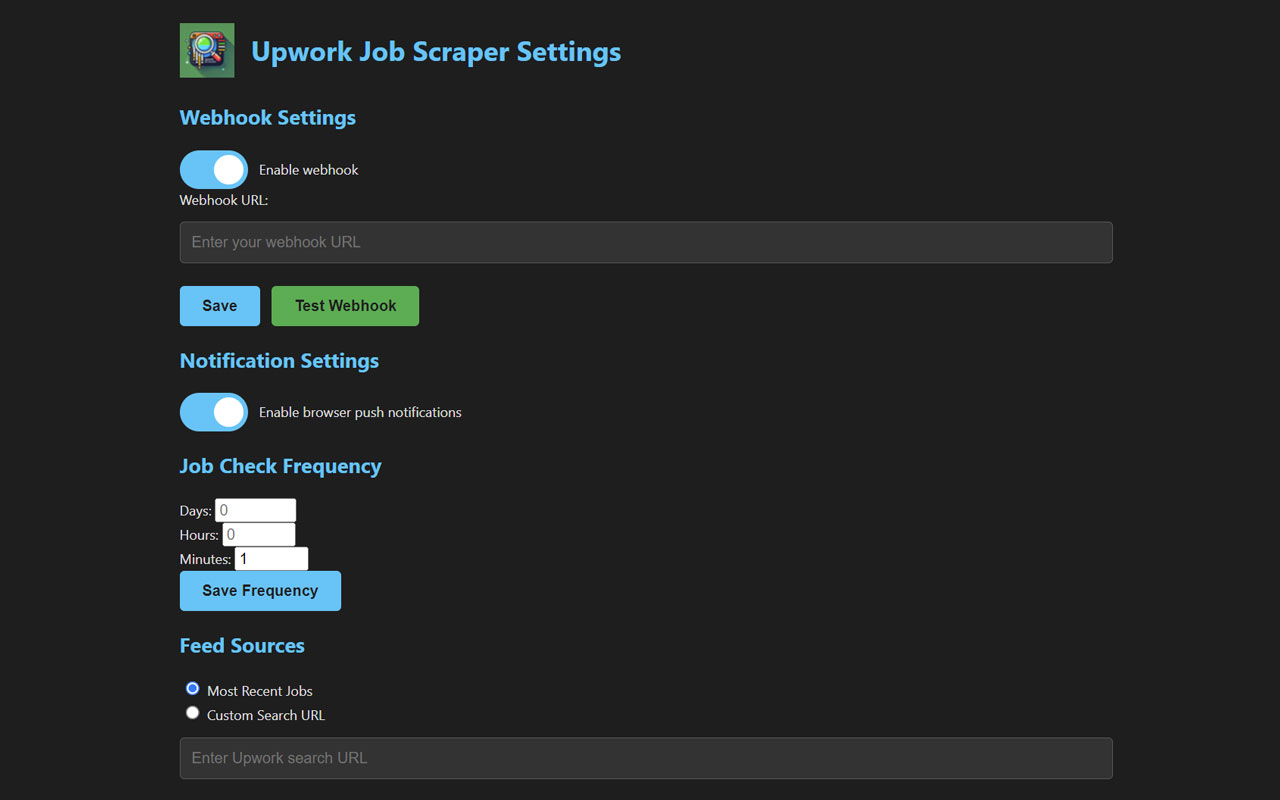 Upwork Job Scraper Settings
Webhook Settings
Enable webhook
Webhook URL:
Enter your webhook URL
Save Test Webhook
Notification Settings
Enable browser push notifications
Job Check Frequency
Days: 0
Hours: 0
Minutes: 1
Save Frequency
Feed Sources
Most Recent Jobs
Custom Search URL
Enter Upwork search URL